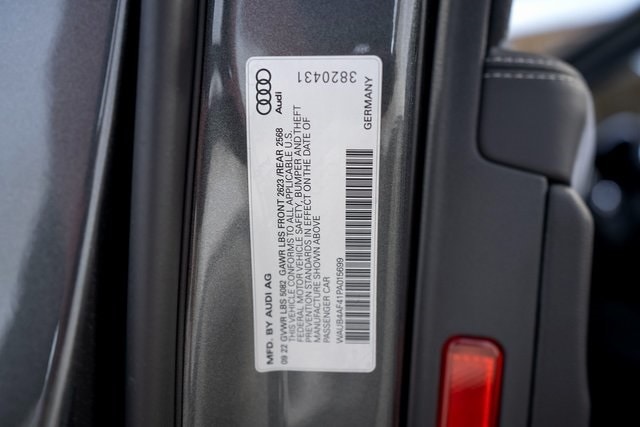 MFD. BY AUDI AG
Audi
3820431
09 22 GVWR LBS 5082 GAWR LBS FRONT 2623 /REAR 2568
THIS VEHICLE CONFORMS TO ALL APPLICABLE U.S.
FEDERAL MOTOR VEHICLE SAFETY, BUMPER AND THEFT
PREVENTION STANDARDS IN EFFECT ON THE DATE OF
MANUFACTURE SHOWN ABOVE
PASSENGER CAR
WAUB4AF41PA015699
GERMANY